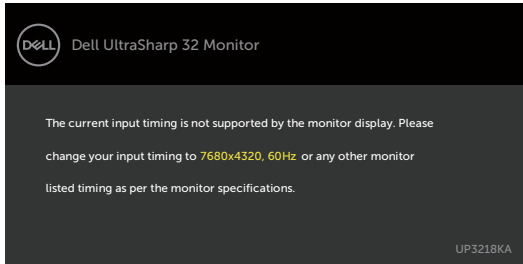 DELL Dell UltraSharp 32 Monitor
The current input timing is not supported by the monitor display. Please
change your input timing to 7680x4320, 60Hz or any other monitor
listed timing as per the monitor specifications.
UP3218KA